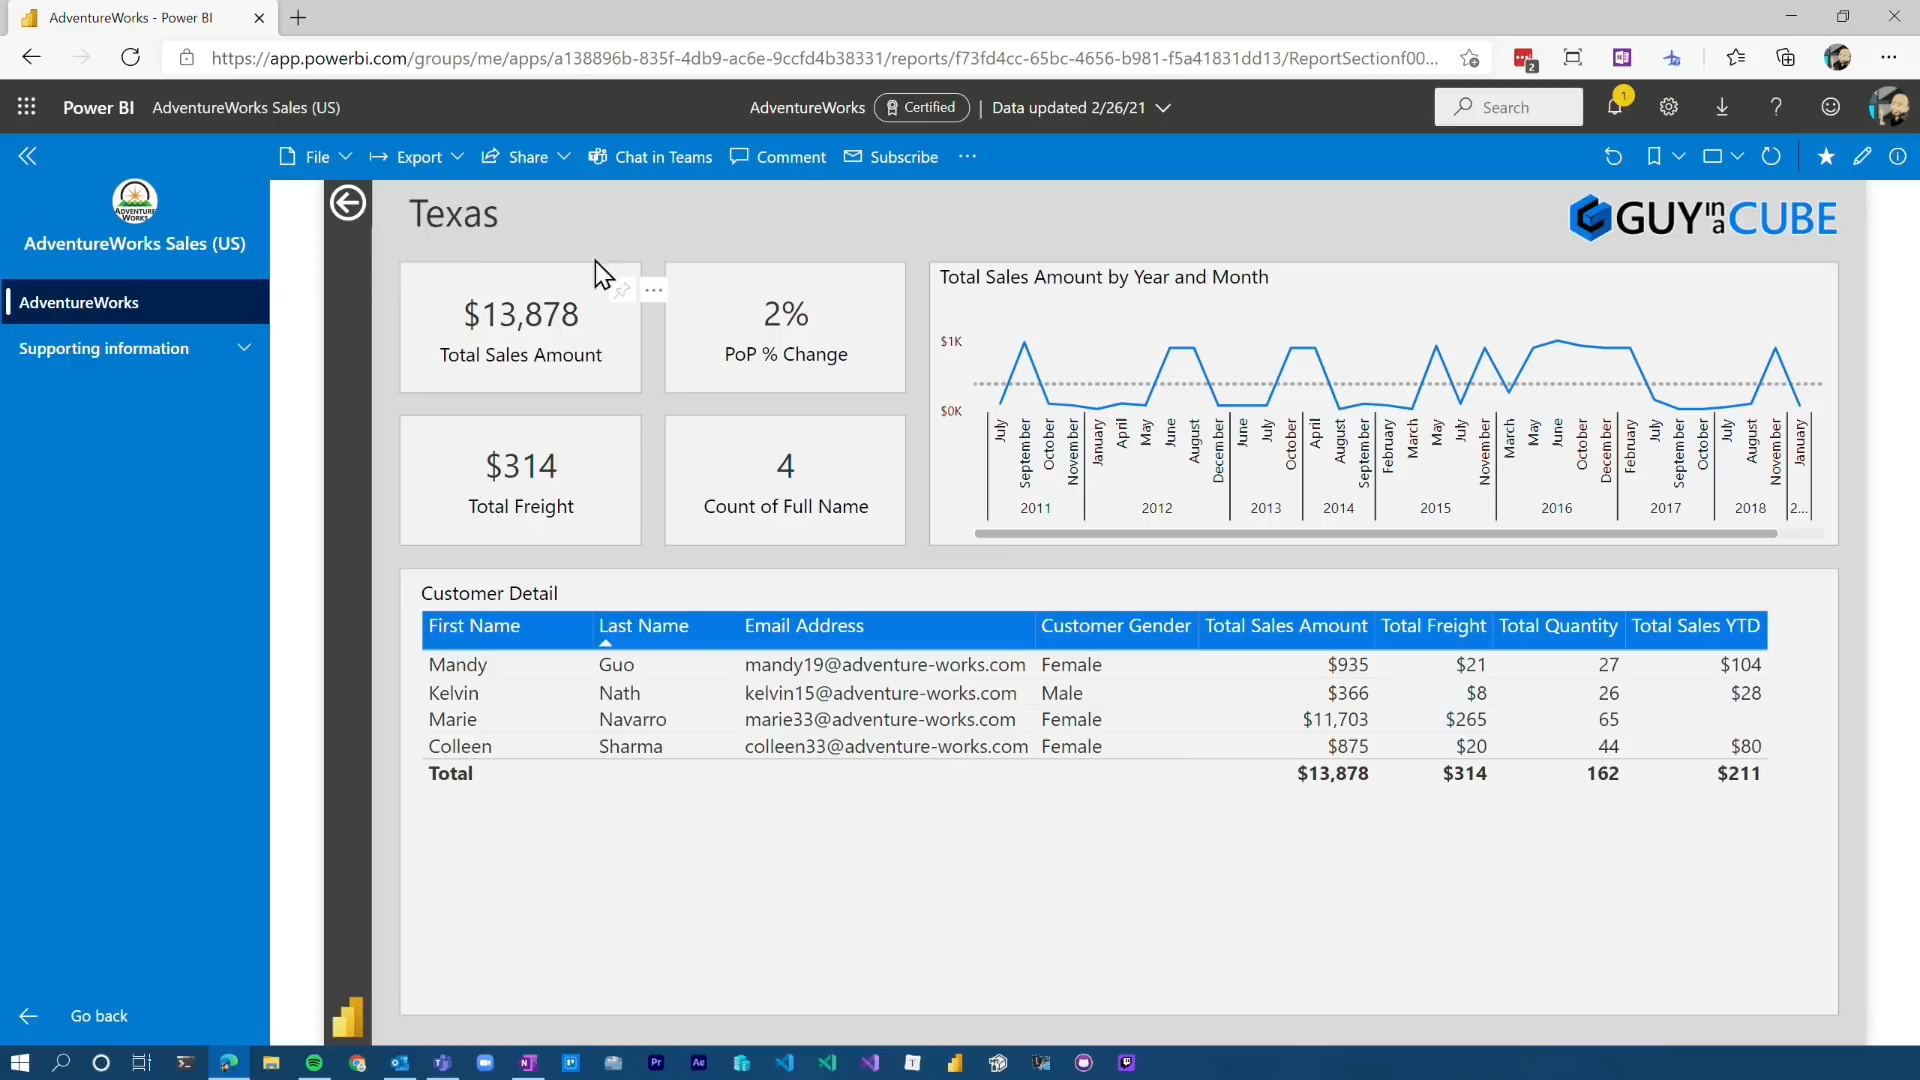 AdventureWorks - Power BI
https://app.powerbi.com/groups/me/apps/a138896b-835f-4db9-ac6e-9ccfd4b38331/reports/f73fd4cc-65bc-4656-b981-f5a41831dd13/ReportSectionf00...
2
Power BI AdventureWorks Sales (US)
AdventureWorks Certified | Data updated 2/26/21
Search
1
File Export Share Chat in Teams Comment Subscribe ...
ADVENTURE
WORKS
AdventureWorks Sales (US)
AdventureWorks
Supporting information
Go back
Texas
GUY in a CUBE
$13,878
Total Sales Amount
2%
PoP % Change
$314
Total Freight
4
Count of Full Name
Total Sales Amount by Year and Month
$1K
$0K
July September October November January April May June August December June July October April August September February March May July November March May June October December February July September October July August November January
2011 2012 2013 2014 2015 2016 2017 2018 2...
Customer Detail
First Name Last Name Email Address Customer Gender Total Sales Amount Total Freight Total Quantity Total Sales YTD
Mandy Guo mandy19@adventure-works.com Female $935 $21 27 $104
Kelvin Nath kelvin15@adventure-works.com Male $366 $8 26 $28
Marie Navarro marie33@adventure-works.com Female $11,703 $265 65
Colleen Sharma colleen33@adventure-works.com Female $875 $20 44 $80
Total $13,878 $314 162 $211
Pr
Ae